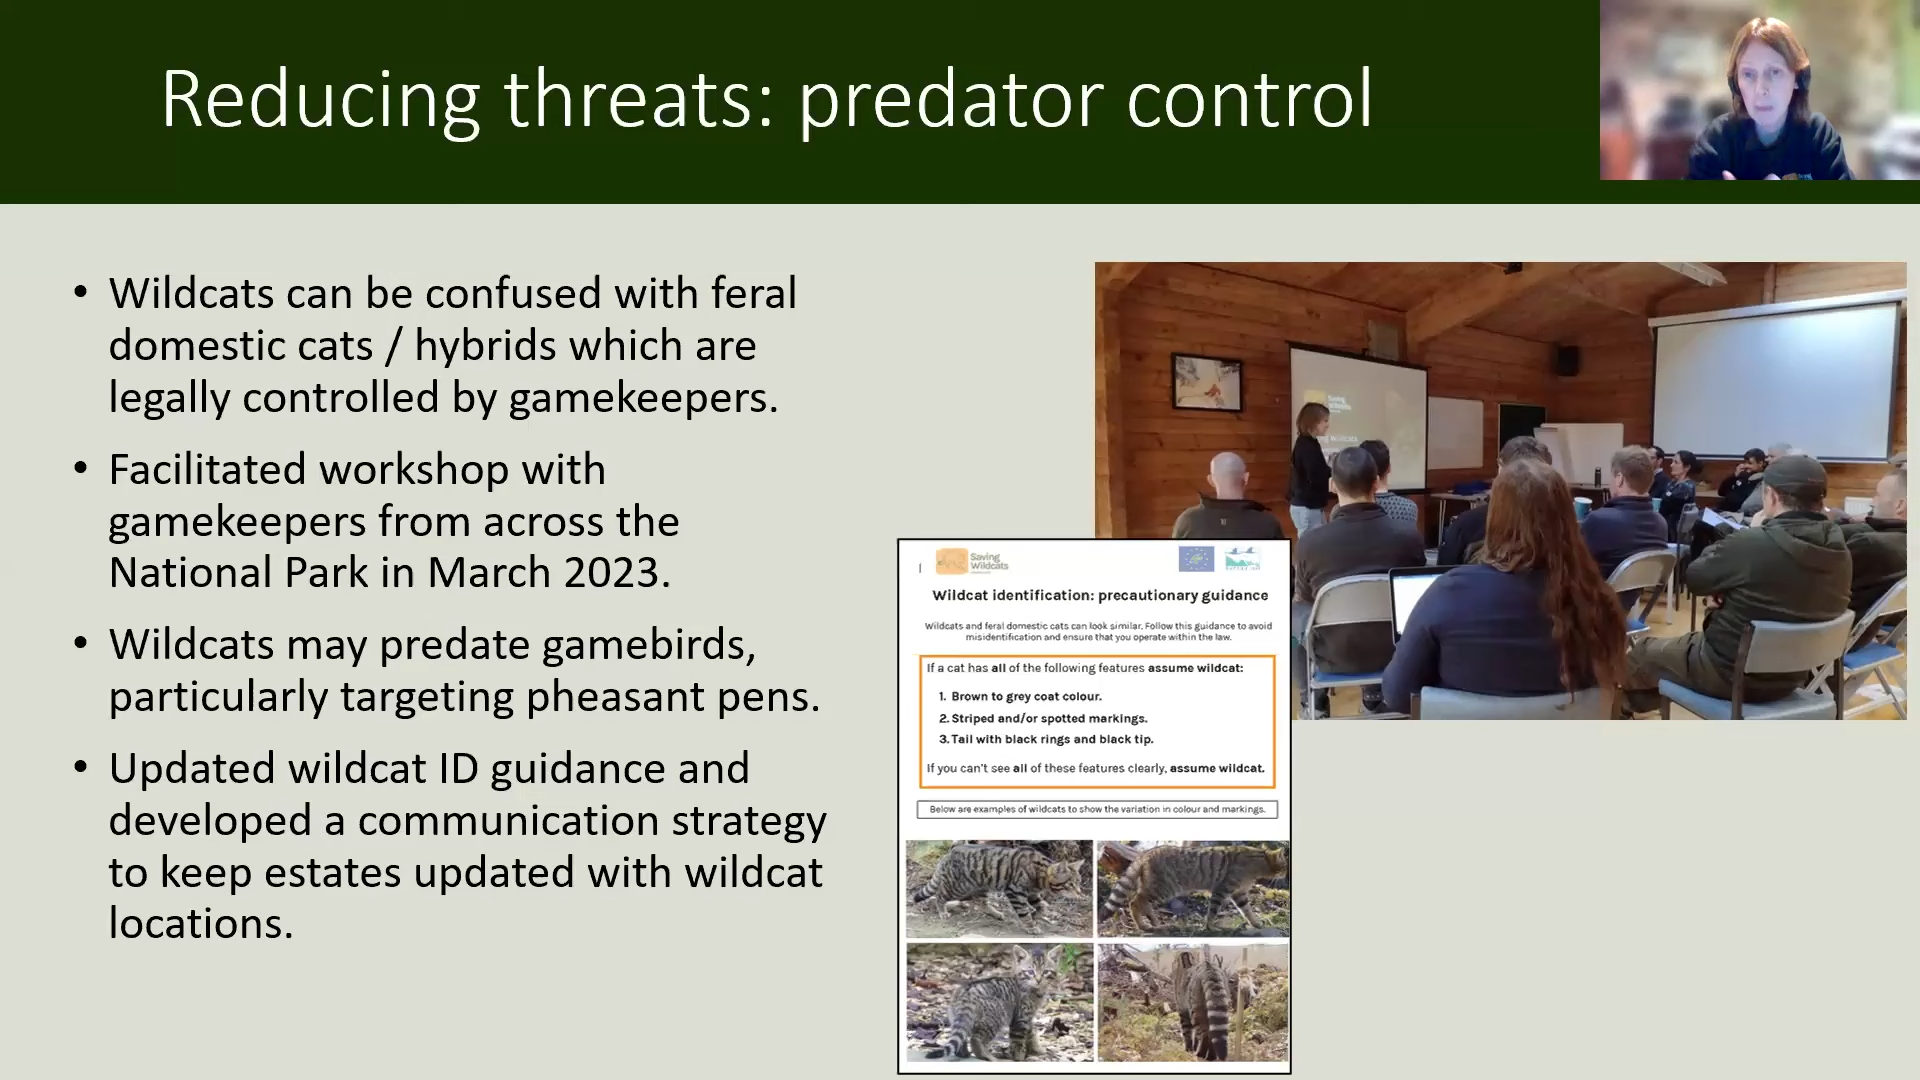 Reducing threats: predator control
• Wildcats can be confused with feral
domestic cats / hybrids which are
legally controlled by gamekeepers.
• Facilitated workshop with
gamekeepers from across the
National Park in March 2023.
• Wildcats may predate gamebirds,
particularly targeting pheasant pens.
• Updated wildcat ID guidance and
developed a communication strategy
to keep estates updated with wildcat
locations.
Saving
Wildcats
Wildcat identification: precautionary guidance
Wildcats and feral domestic cats can look similar. Follow this guidance to avoid
misidentification and ensure that you operate within the law.
If a cat has all of the following features assume wildcat:
1. Brown to grey coat colour.
2. Striped and/or spotted markings.
3. Tail with black rings and black tip.
If you can't see all of these features clearly, assume wildcat.
Below are examples of wildcats to show the variation in colour and markings.
Saving
Wildcats